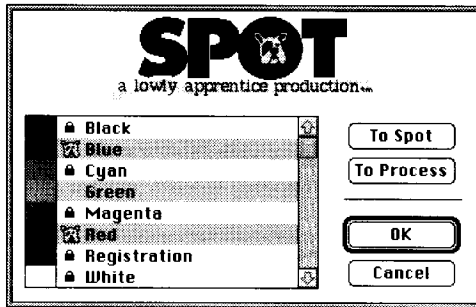 SPOT
a lowly apprentice production™
Black
Blue
Cyan
Green
Magenta
Red
Registration
White
To Spot
To Process
OK
Cancel